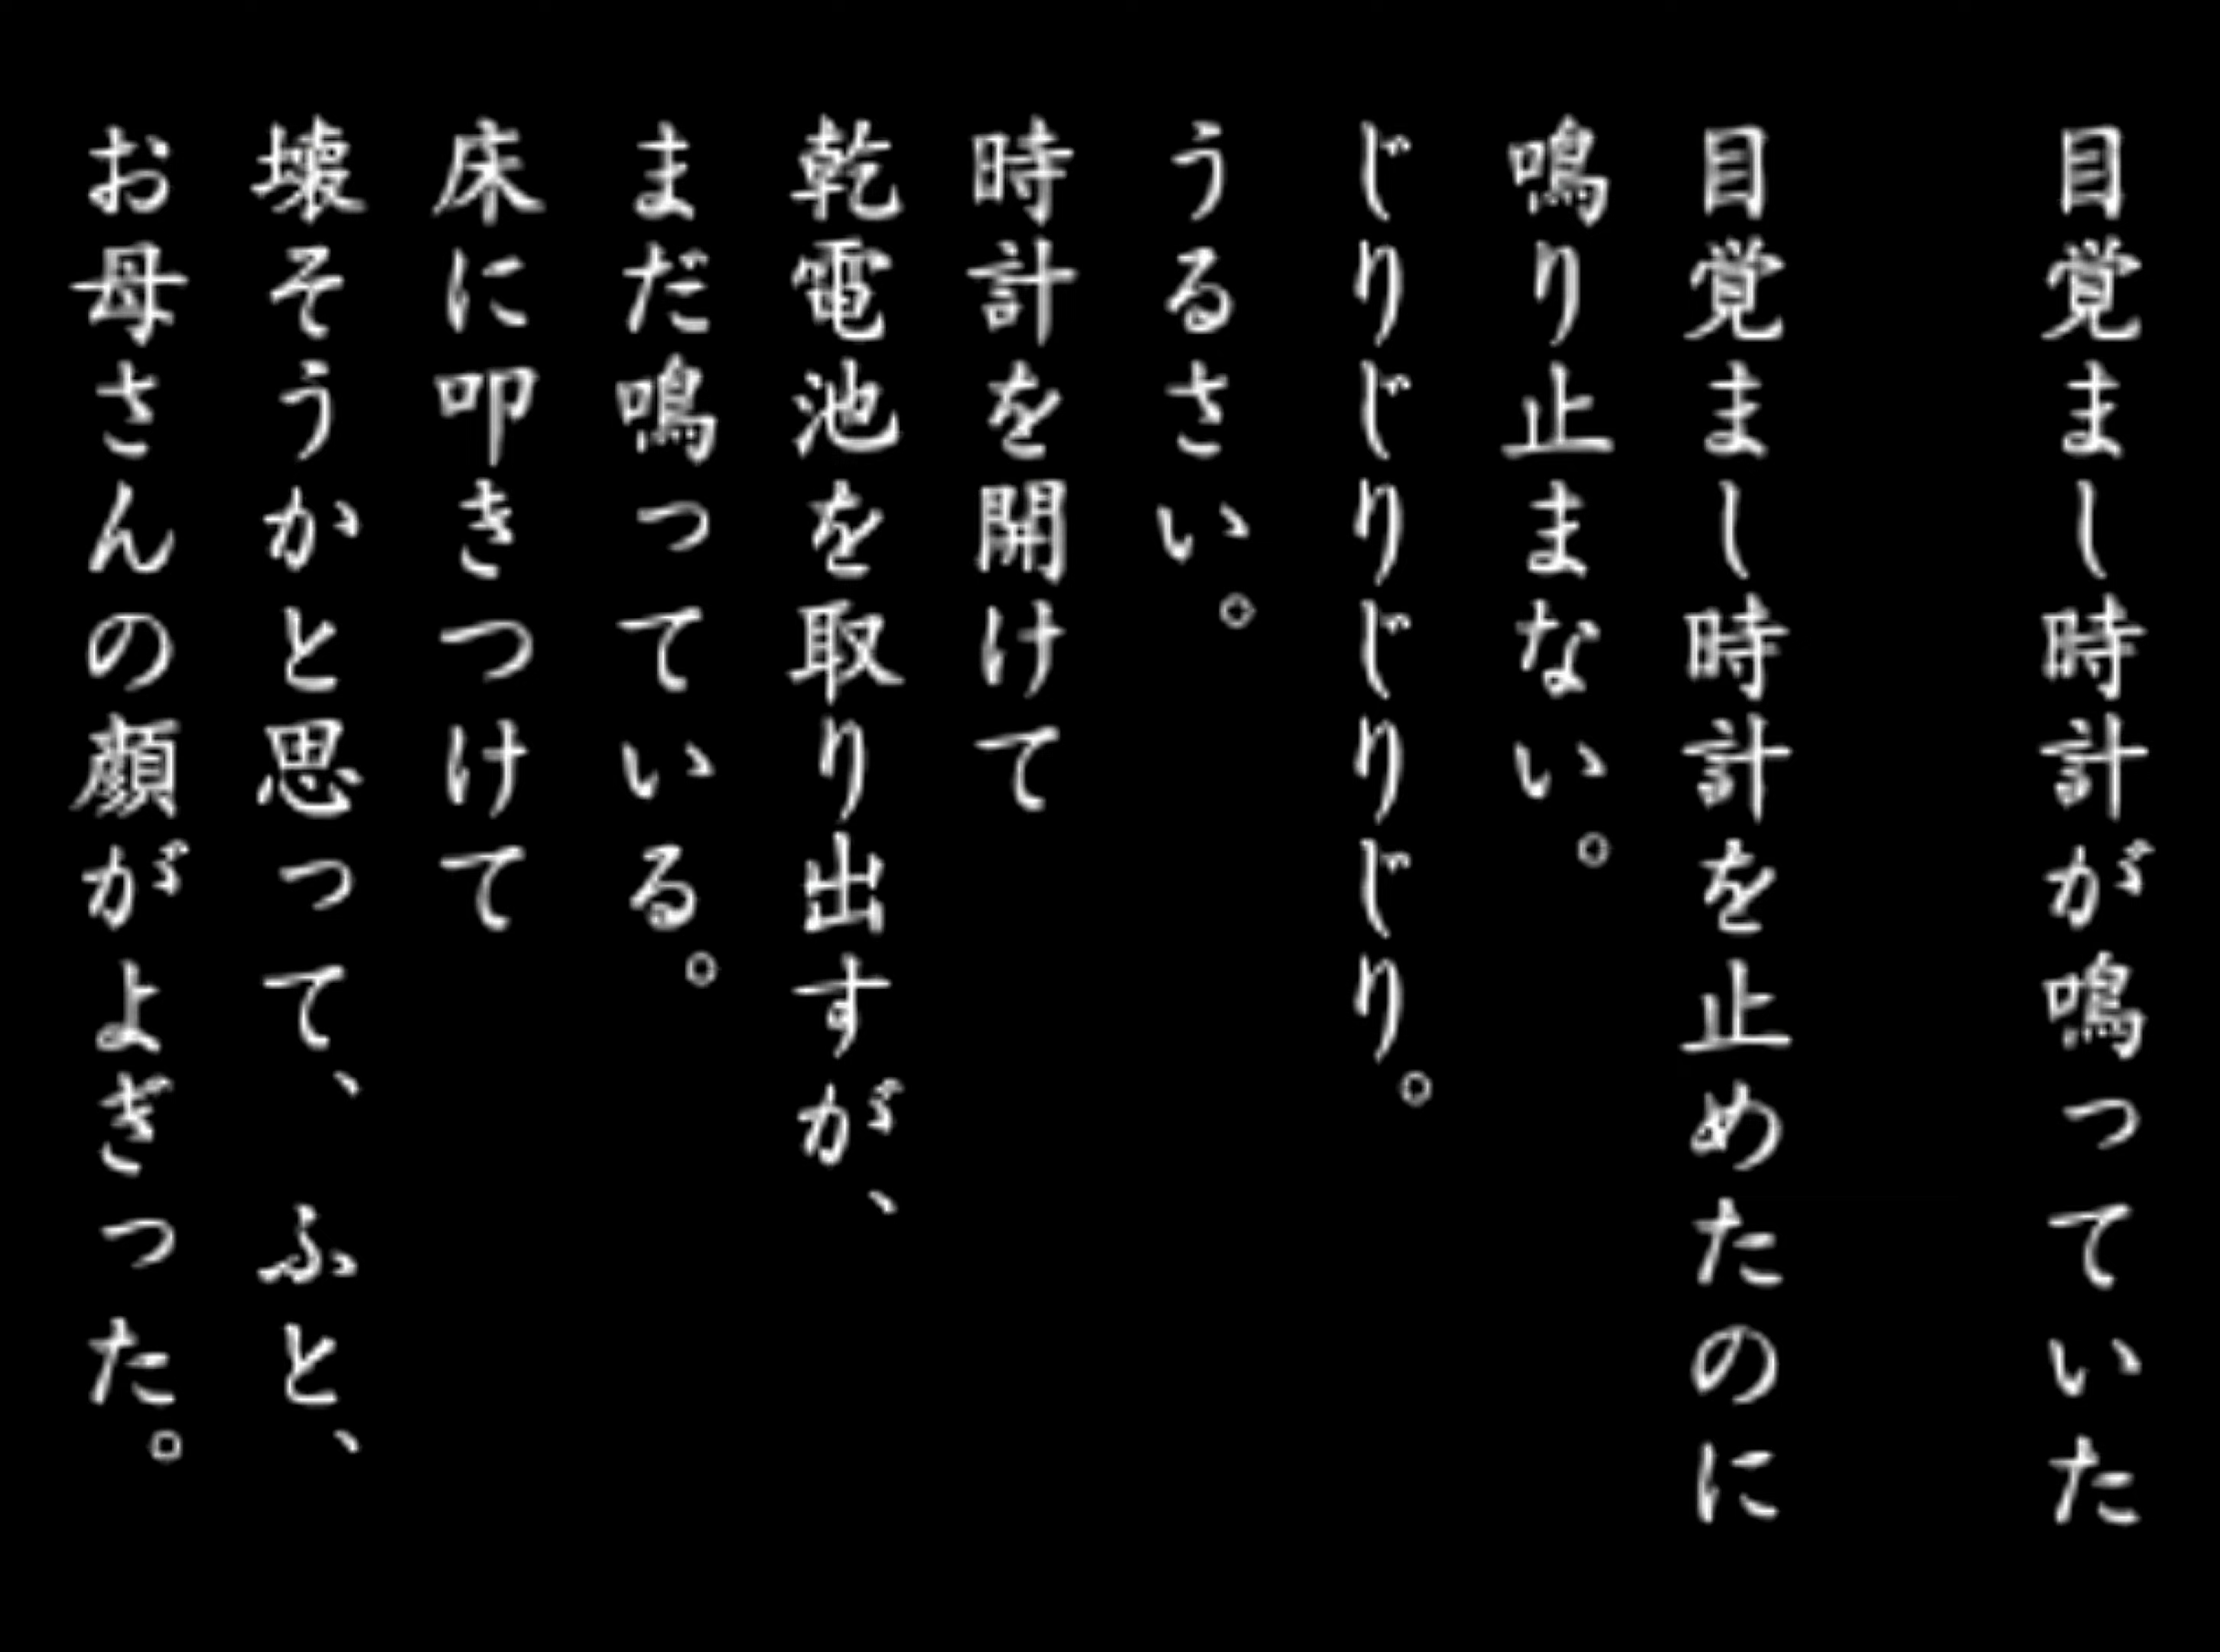 目覚まし時計が鳴っていた
目覚まし時計を止めたのに
鳴り止まない。
じりじりじりじり。
うるさい。
時計を開けて
乾電池を取り出すが、
まだ鳴っている。
床に叩きつけて
壊そうかと思って、ふと、
お母さんの顔がよぎった。